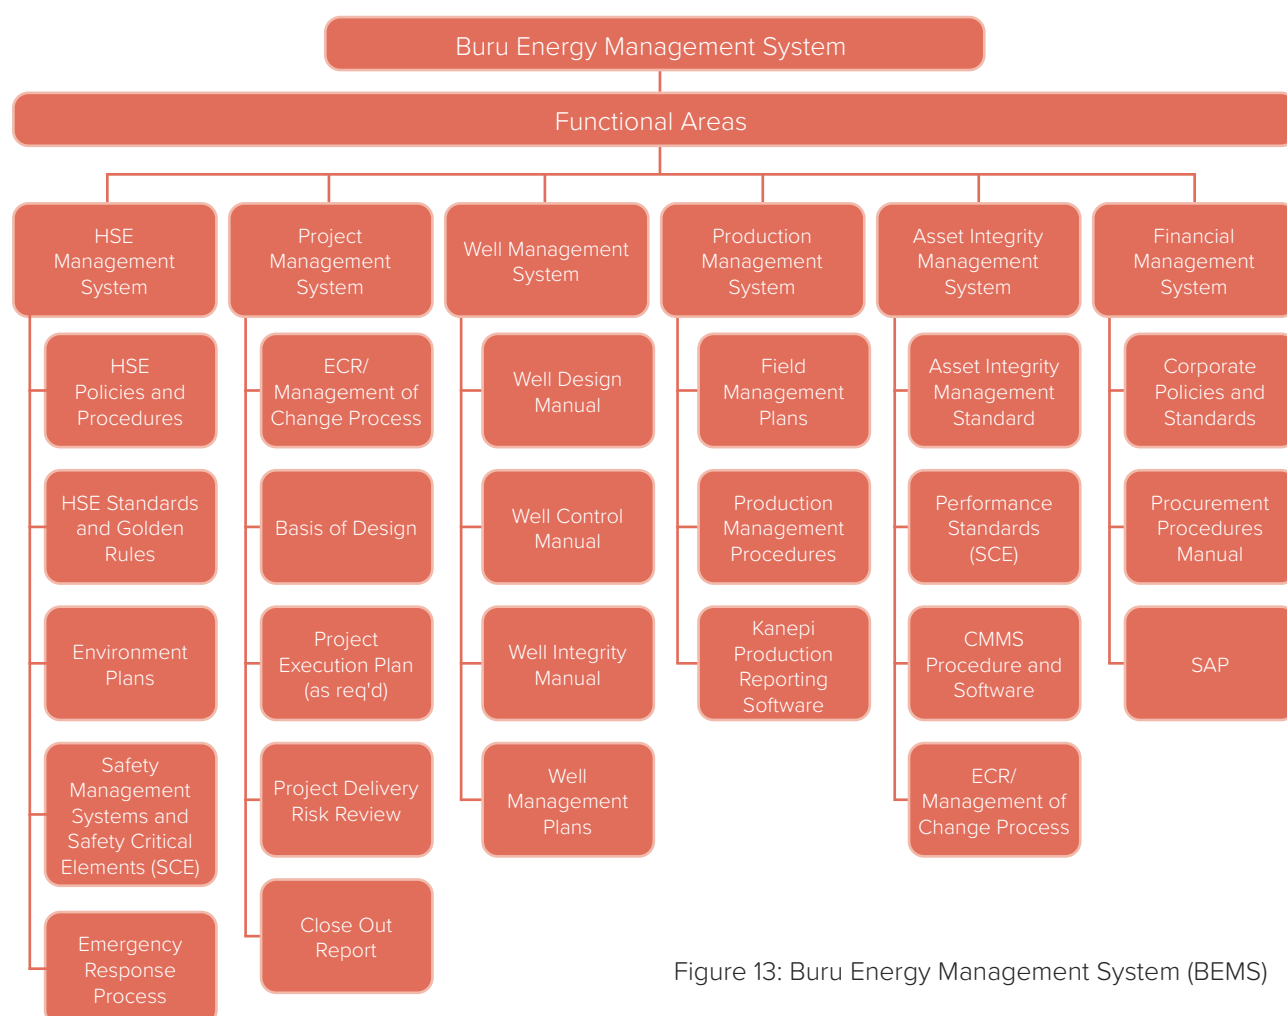 Buru Energy Management System
Functional Areas
HSE
Management
System
HSE
Policies and
Procedures
HSE Standards
and Golden
Rules
Environment
Plans
Safety
Management
Systems and
Safety Critical
Elements (SCE)
Emergency
Response
Process
Project
Management
System
ECR/
Management of
Change Process
Basis of Design
Project
Execution Plan
(as req'd)
Project Delivery
Risk Review
Close Out
Report
Well Management
System
Well Design
Manual
Well Control
Manual
Well Integrity
Manual
Well
Management
Plans
Production
Management
System
Field
Management
Plans
Production
Management
Procedures
Kanepi
Production
Reporting
Software
Asset Integrity
Management
System
Asset Integrity
Management
Standard
Performance
Standards
(SCE)
CMMS
Procedure and
Software
ECR/
Management of
Change Process
Financial
Management
System
Corporate
Policies and
Standards
Procurement
Procedures
Manual
SAP
Figure 13: Buru Energy Management System (BEMS)